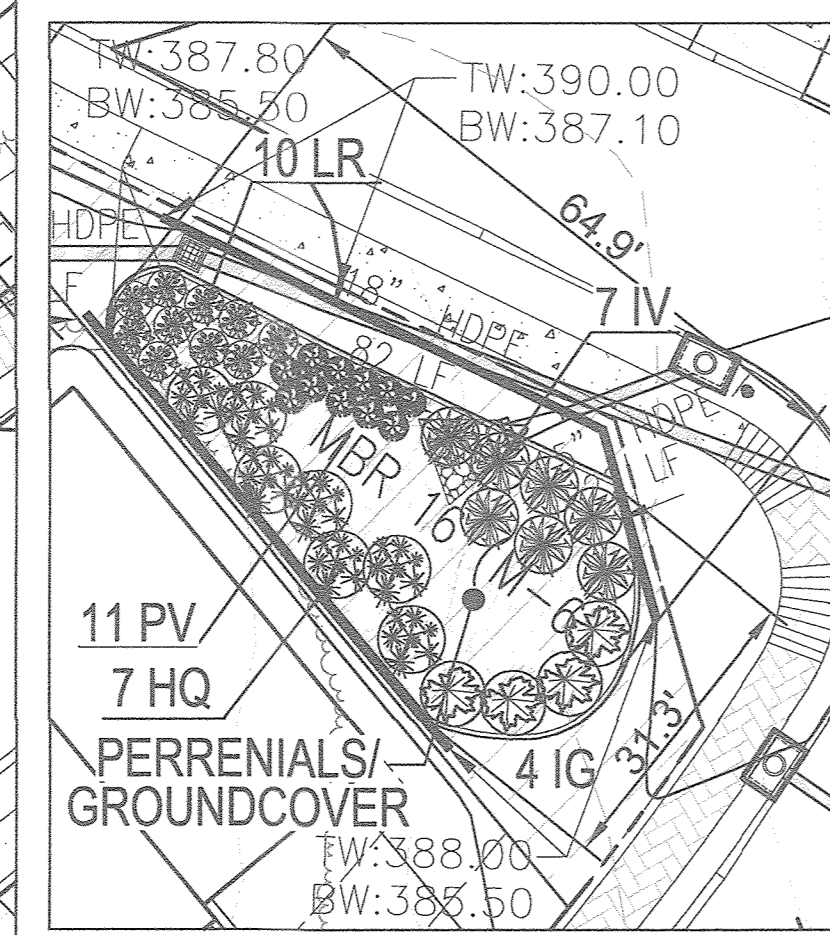 TW:387.80
BW:385.50
TW:390.00
BW:387.10
10 LR
64.9'
HDPE
LF
18"
HDPE
7 IV
82 LF
HDPE
LF
MBR 16
M-8
11 PV
7 HQ
PERRENIALS/
GROUNDCOVER
4 IG
31.3'
TW:388.00
BW:385.50